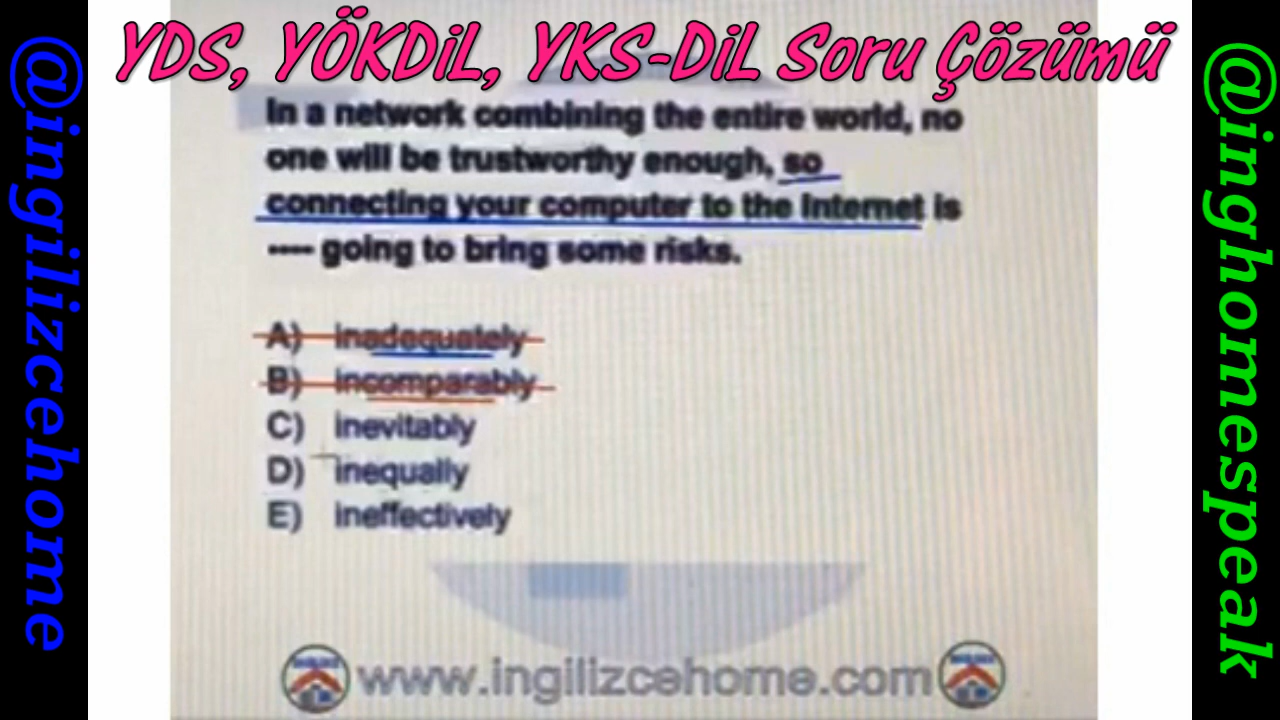 YDS, YÖKDiL, YKS-DiL Soru Çözümü
@ingilizcehome
In a network combining the entire world, no
one will be trustworthy enough, so
connecting your computer to the Internet is
---- going to bring some risks.
A) inadequately
B) incomparably
C) inevitably
D) inequally
E) ineffectively
www.ingilizcehome.com
@inghomespeak